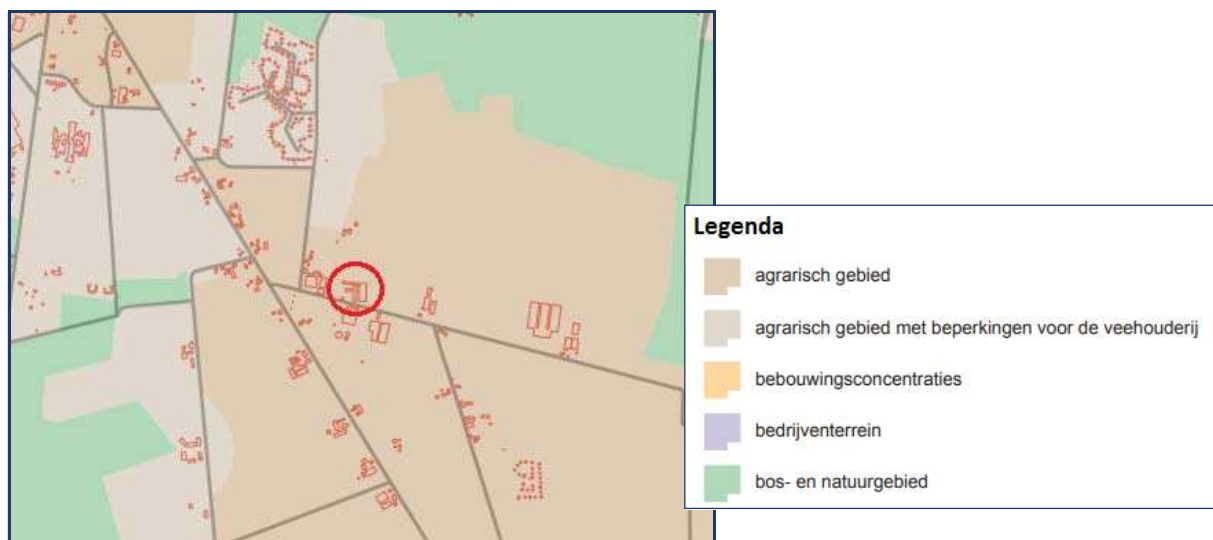 Legenda
agrarisch gebied
agrarisch gebied met beperkingen voor de veehouderij
bebouwingsconcentraties
bedrijventerrein
bos- en natuurgebied